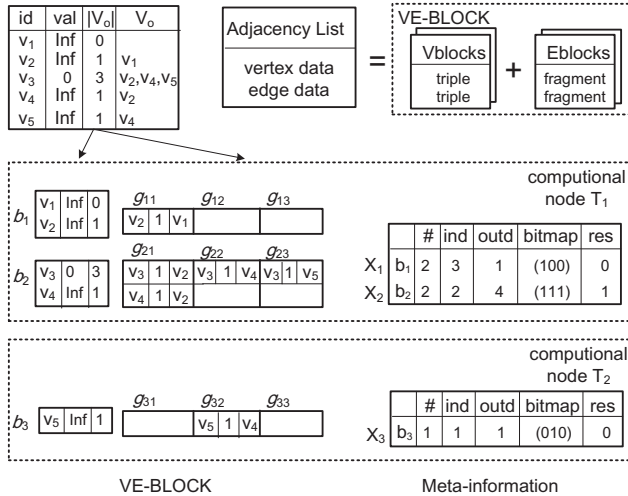 id val |Vo| Vo
v1 Inf 0
v2 Inf 1 v1
v3 0 3 v2,v4,v5
v4 Inf 1 v2
v5 Inf 1 v4
Adjacency List
vertex data
edge data
=
VE-BLOCK
Vblocks
triple
triple
+
Eblocks
fragment
fragment
computional
node T1
b1
v1 Inf 0
v2 Inf 1
g11 g12 g13
v2 1 v1
b2
v3 0 3
v4 Inf 1
g21 g22 g23
v3 1 v2 v3 1 v4 v3 1 v5
v4 1 v2
# ind outd bitmap res
X1 b1 2 3 1 (100) 0
X2 b2 2 2 4 (111) 1
computional
node T2
b3
v5 Inf 1
g31 g32 g33
v5 1 v4
# ind outd bitmap res
X3 b3 1 1 1 (010) 0
VE-BLOCK Meta-information